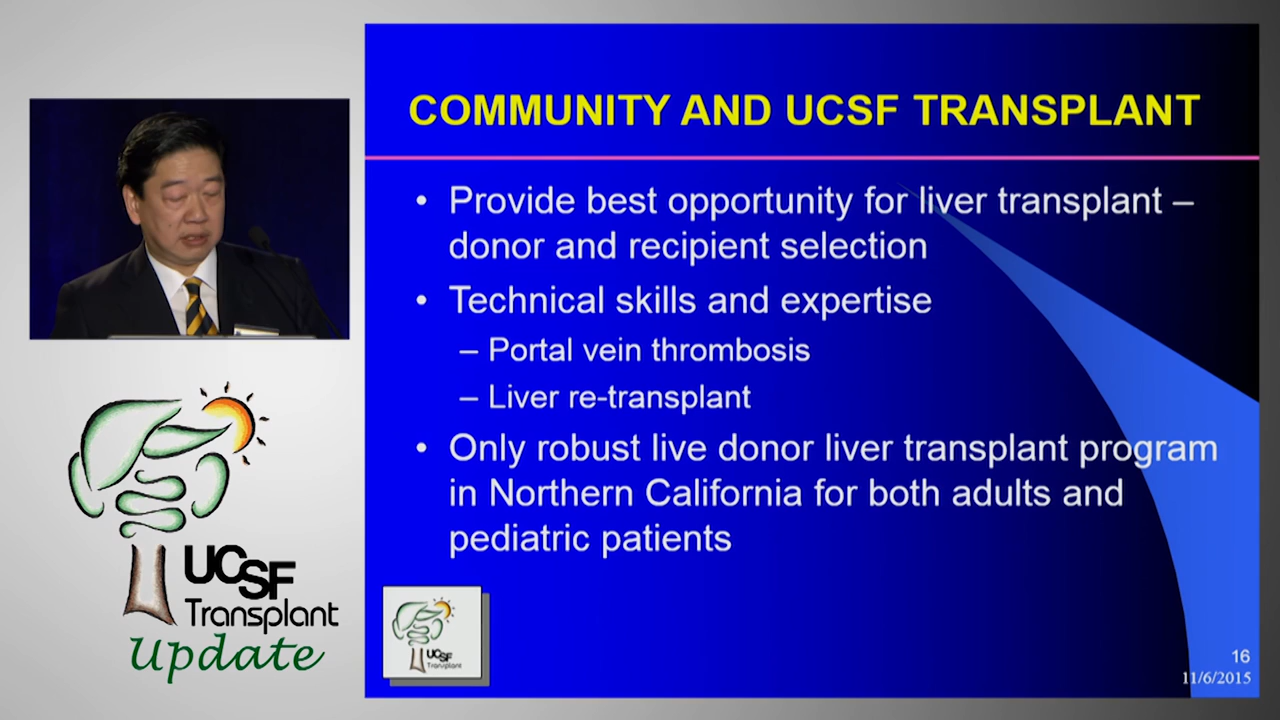 COMMUNITY AND UCSF TRANSPLANT
• Provide best opportunity for liver transplant –
donor and recipient selection
• Technical skills and expertise
– Portal vein thrombosis
– Liver re-transplant
• Only robust live donor liver transplant program
in Northern California for both adults and
pediatric patients
UCSF
Transplant
Update
UCSF
Transplant
16
11/6/2015